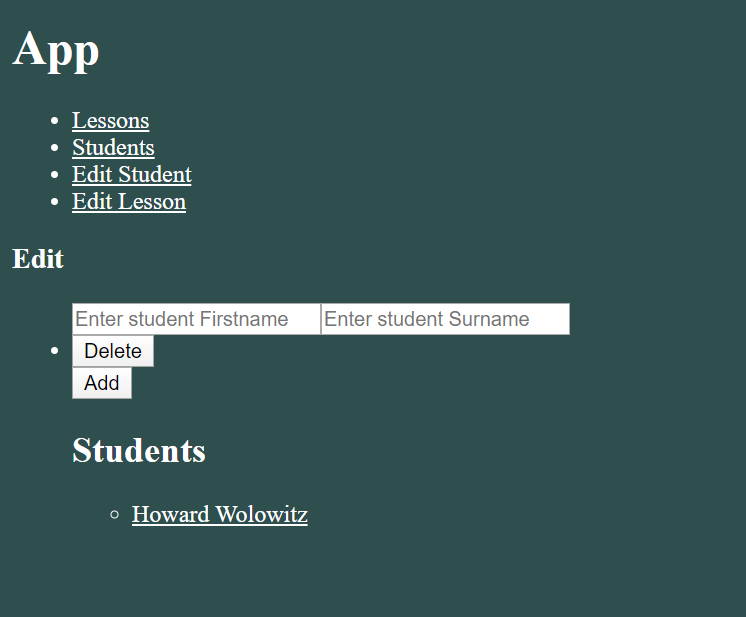 App
Lessons
Students
Edit Student
Edit Lesson
Edit
Enter student Firstname Enter student Surname
Delete
Add
Students
Howard Wolowitz